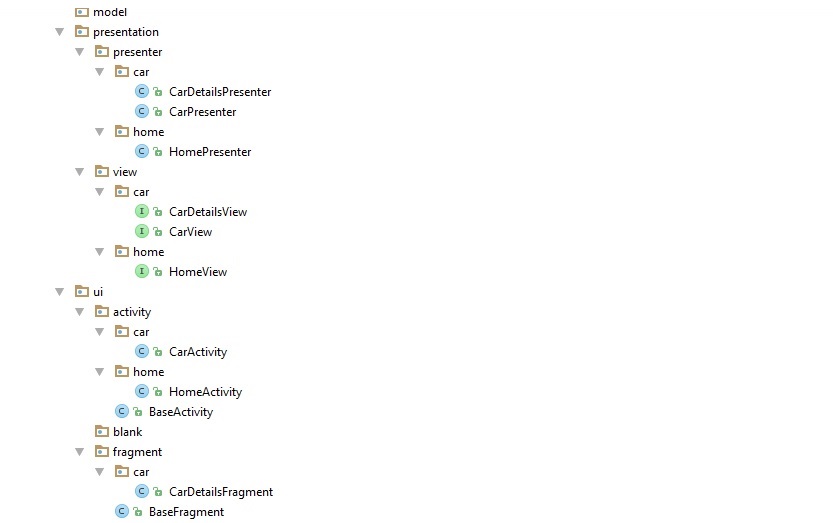 model
presentation
presenter
car
C CarDetailsPresenter
C CarPresenter
home
C HomePresenter
view
car
I CarDetailsView
I CarView
home
I HomeView
ui
activity
car
C CarActivity
home
C HomeActivity
C BaseActivity
blank
fragment
car
C CarDetailsFragment
C BaseFragment